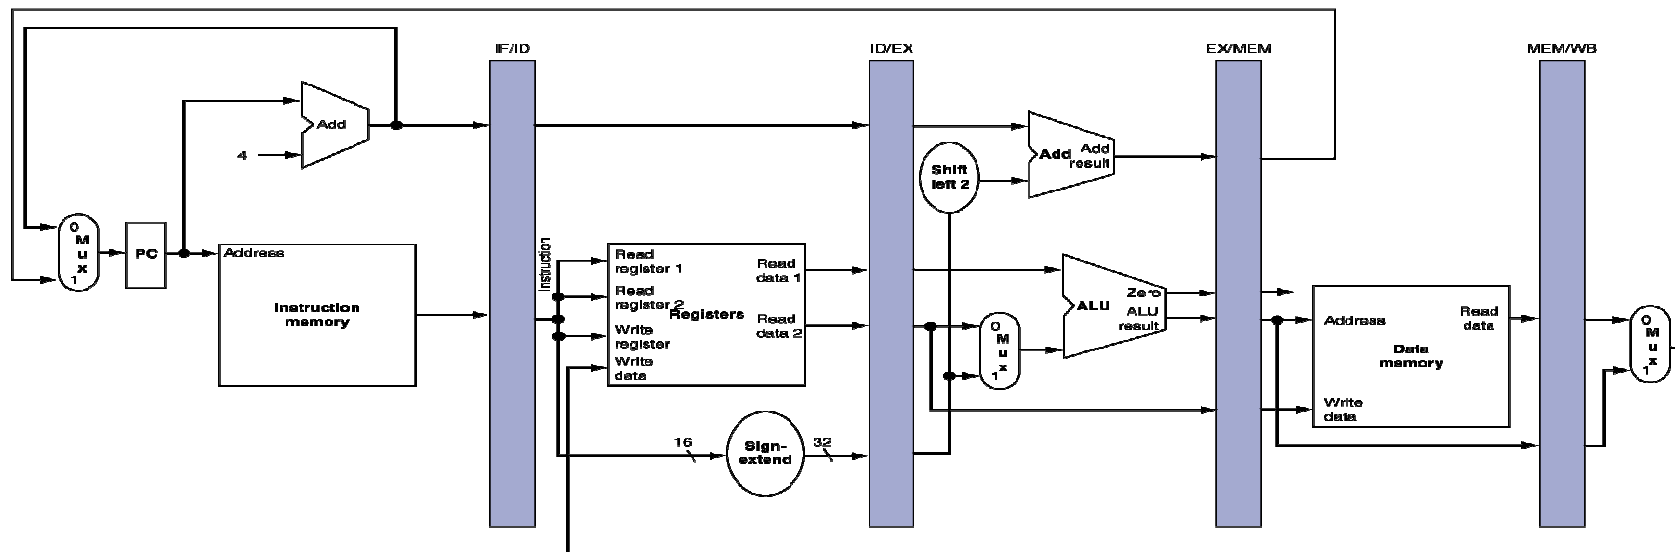 IF/ID
ID/EX
EX/MEM
MEM/WB
Add
4
Add
Add
result
Shift
left 2
0
M
u
x
1
PC
Address
Instruction
memory
Read
register 1
Read
register 2
Registers
Write
register
Write
data
Read
data 1
Read
data 2
0
M
u
x
1
Zero
ALU
ALU
result
Address
Read
data
Data
memory
Write
data
0
M
u
x
1
16
Sign-
extend
32